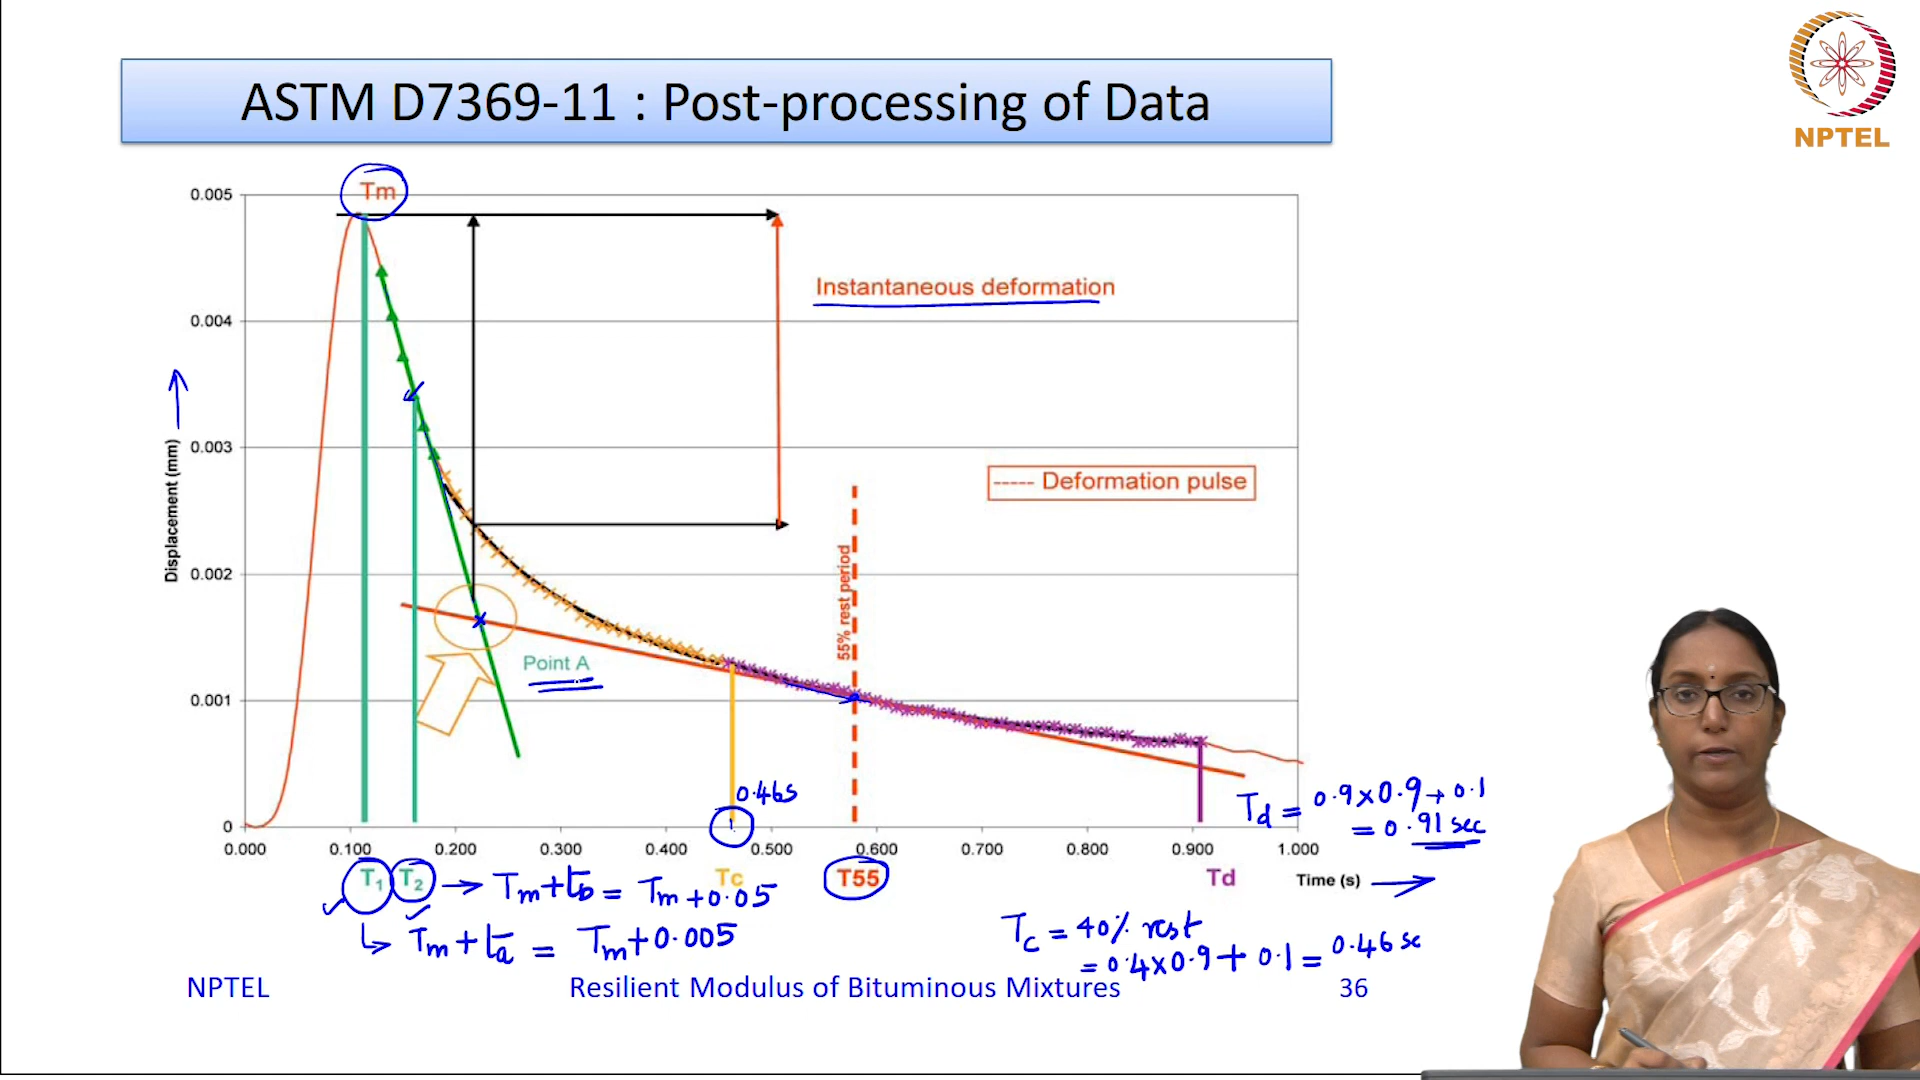 ASTM D7369-11 : Post-processing of Data
NPTEL
Tm
0.005
Instantaneous deformation
0.004
Displacement (mm)
0.003
----- Deformation pulse
55% rest period
0.002
Point A
0.001
0.46s
Td = 0.9×0.9+0.1
= 0.91 sec
0
0.000 0.100 0.200 0.300 0.400 0.500 0.600 0.700 0.800 0.900 1.000
T1 T2 Tc T55 Td Time (s)
Tm+tb = Tm+0.05
Tm+ta = Tm+0.005
Tc = 40% rest
= 0.4×0.9+0.1 = 0.46 se
NPTEL Resilient Modulus of Bituminous Mixtures 36